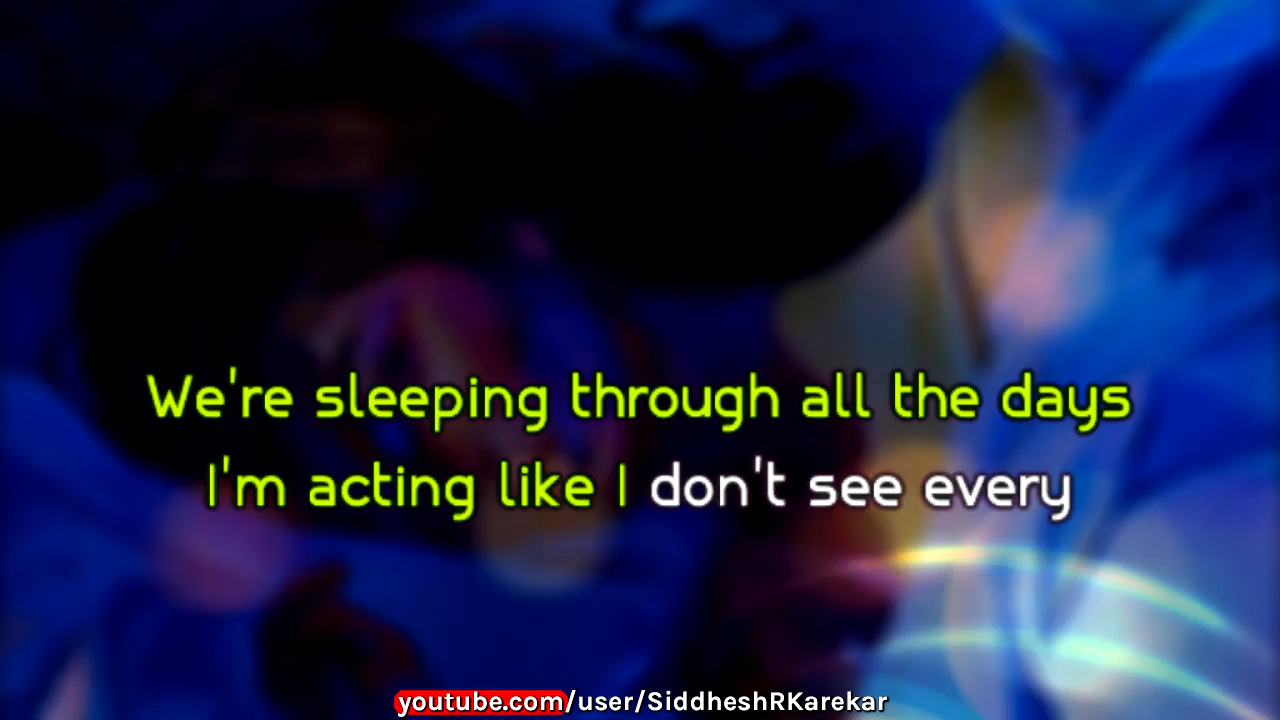 We're sleeping through all the days
I'm acting like I don't see every
youtube.com/user/SiddheshRKarekar